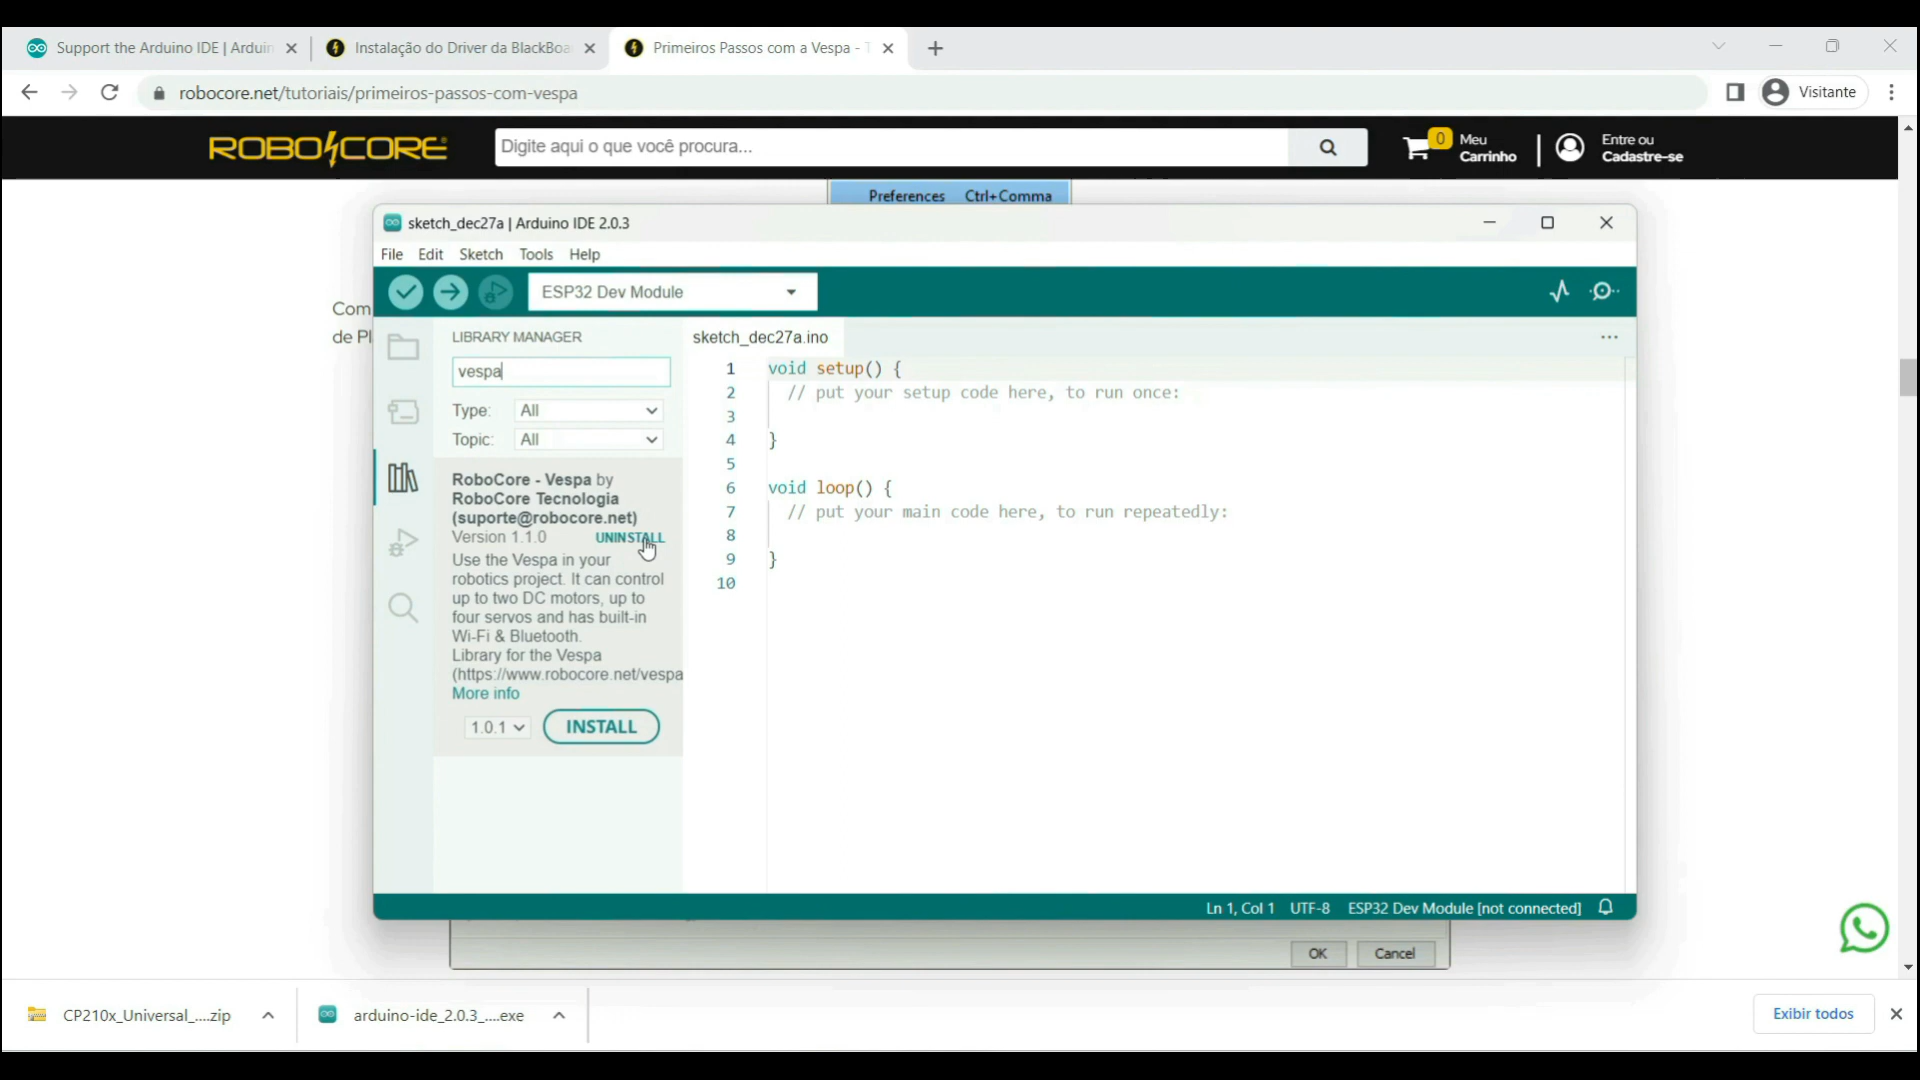 Support the Arduino IDE | Arduin
Instalação do Driver da BlackBoa
Primeiros Passos com a Vespa - T
robocore.net/tutoriais/primeiros-passos-com-vespa
Visitante
ROBOCORE
Digite aqui o que você procura...
0
Meu
Carrinho
Entre ou
Cadastre-se
Preferences Ctrl+Comma
Com
de Pl
sketch_dec27a | Arduino IDE 2.0.3
File Edit Sketch Tools Help
ESP32 Dev Module
LIBRARY MANAGER
vespa
Type: All
Topic: All
RoboCore - Vespa by
RoboCore Tecnologia
(suporte@robocore.net)
Version 1.1.0 UNINSTALL
Use the Vespa in your
robotics project. It can control
up to two DC motors, up to
four servos and has built-in
Wi-Fi & Bluetooth.
Library for the Vespa
(https://www.robocore.net/vespa
More info
1.0.1 INSTALL
sketch_dec27a.ino
1 void setup() {
2 // put your setup code here, to run once:
3
4 }
5
6 void loop() {
7 // put your main code here, to run repeatedly:
8
9 }
10
Ln 1, Col 1 UTF-8 ESP32 Dev Module [not connected]
OK Cancel
CP210x_Universal_....zip
arduino-ide_2.0.3_....exe
Exibir todos